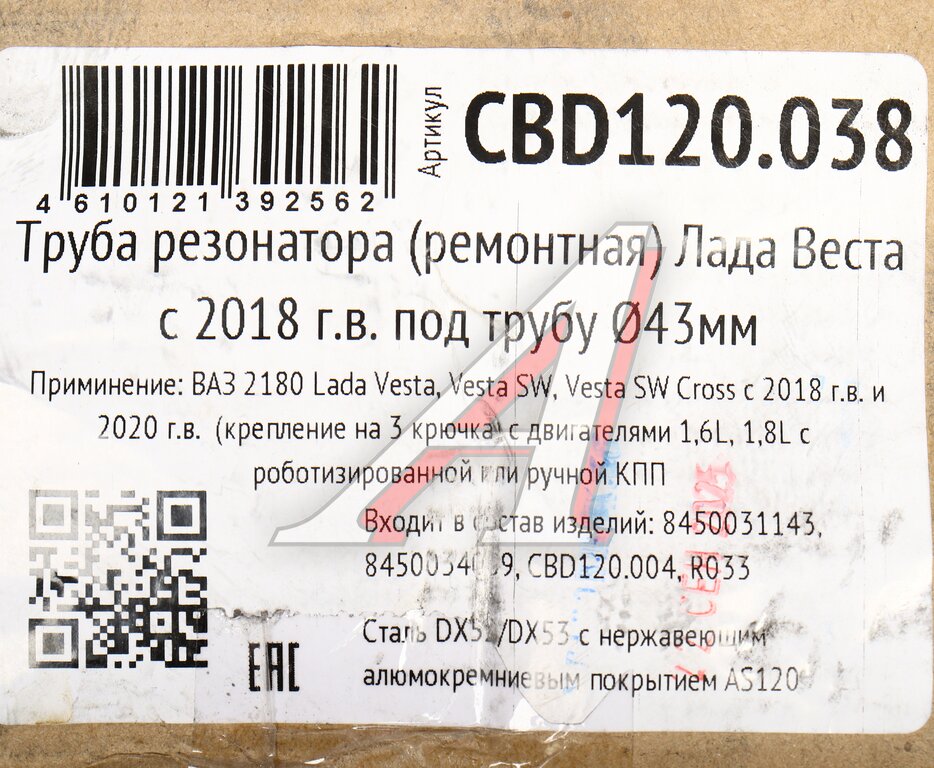 Артикул
CBD120.038
4 610121 392562
Труба резонатора (ремонтная) Лада Веста
с 2018 г.в. под трубу Ø43мм
Приминение: ВАЗ 2180 Lada Vesta, Vesta SW, Vesta SW Cross с 2018 г.в. и
2020 г.в. (крепление на 3 крючка) с двигателями 1,6L, 1,8L с
роботизированной или ручной КПП
Входит в состав изделий: 8450031143,
CBD120.004, R033
Сталь /DX53 с нержавеющим
алюмокремниевым покрытием AS120
EAC